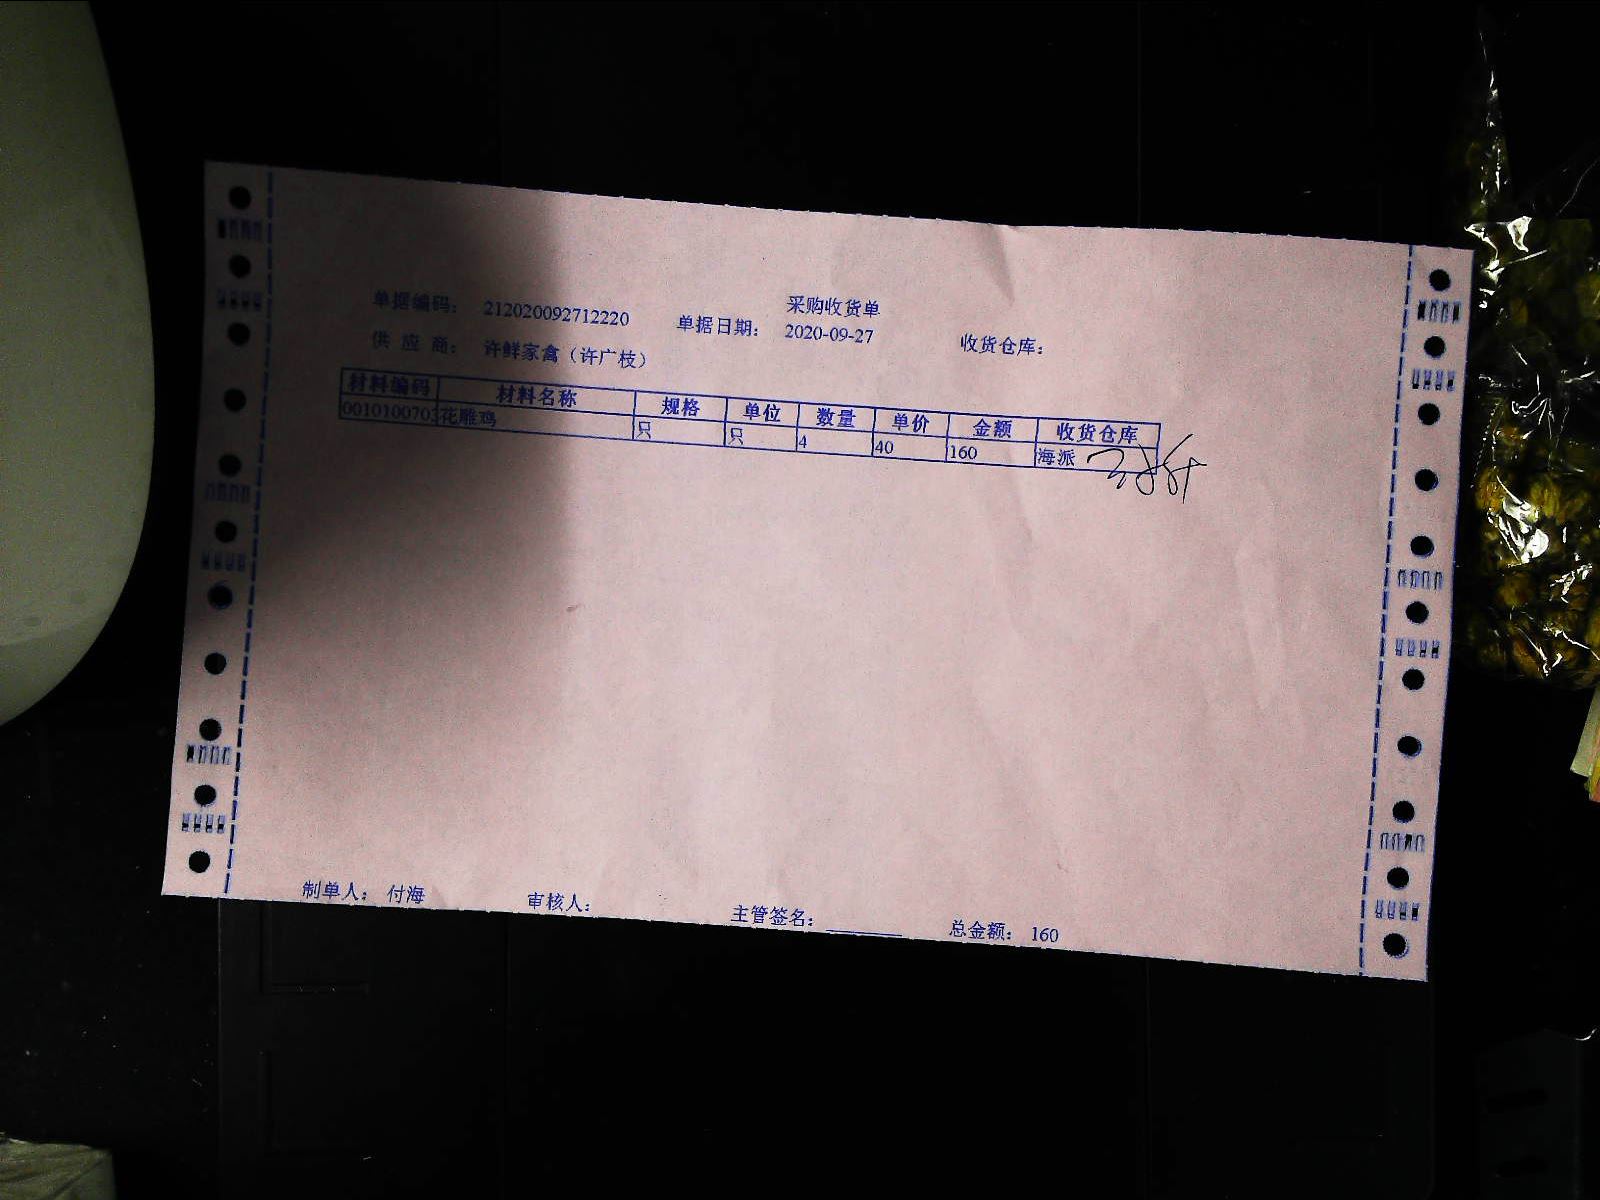 采购收货单
单据编码： 212020092712220 单据日期： 2020-09-27 收货仓库：
供 应 商： 许鲜家禽（许广枝）
材料编码 材料名称 规格 单位 数量 单价 金额 收货仓库
0010100703 花雕鸡 只 只 4 40 160 海派
制单人： 付海 审核人： 主管签名： 总金额： 160